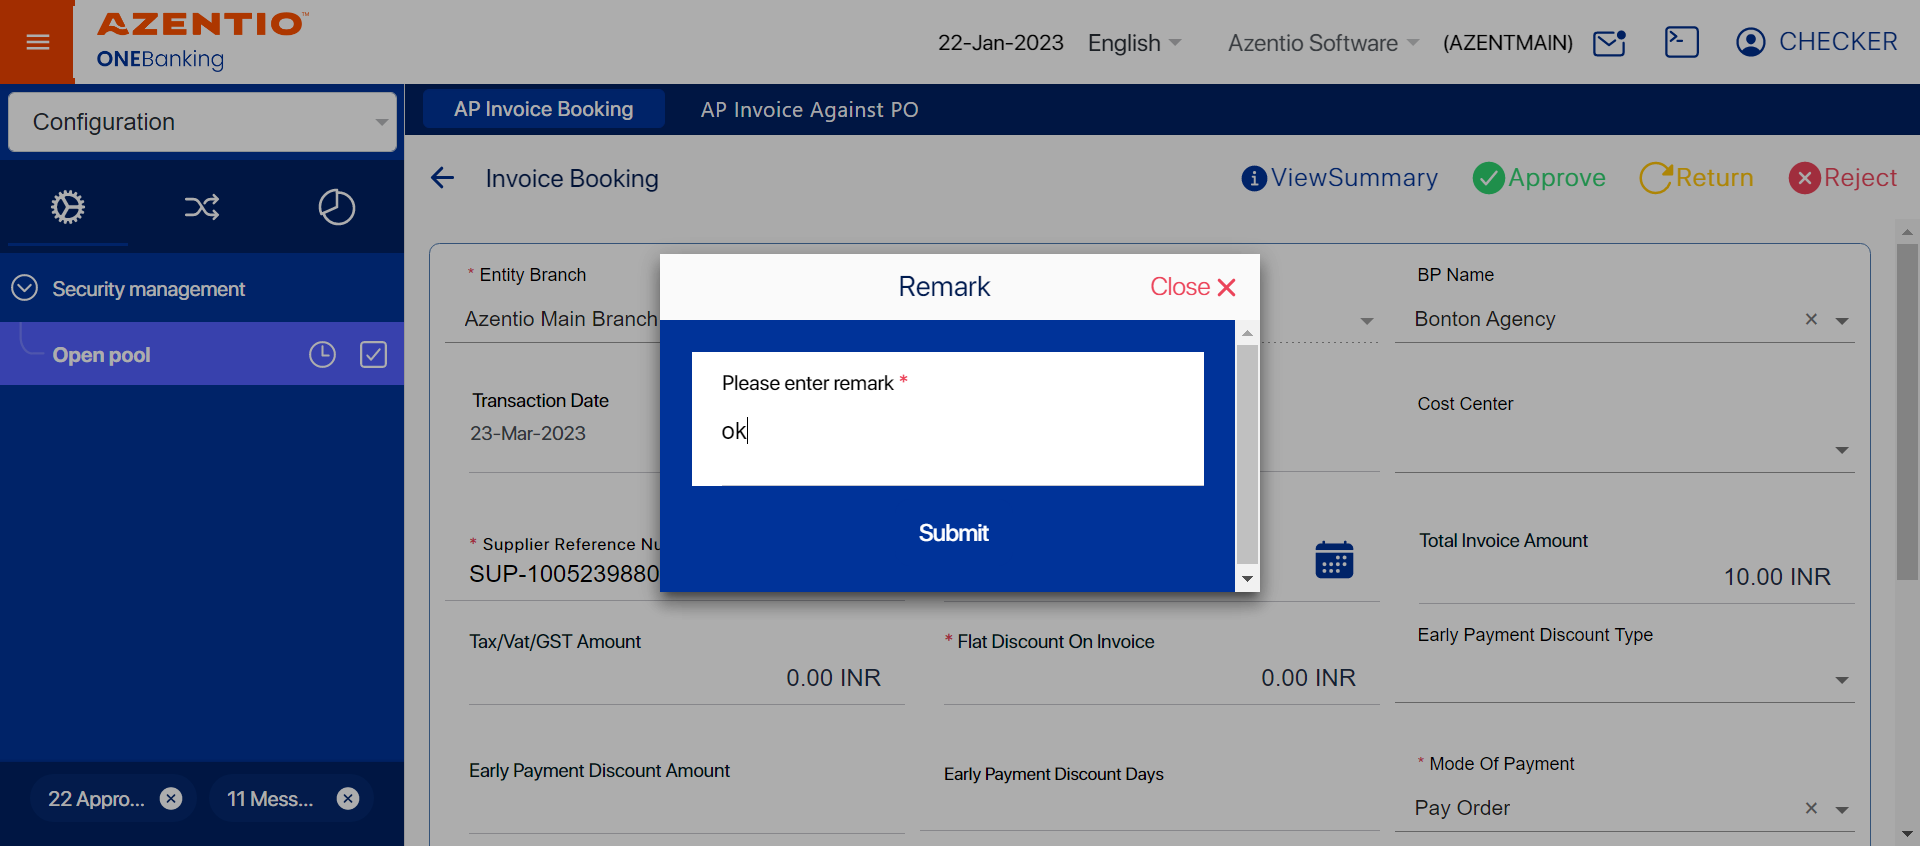 AZENTIO™
ONEBanking
22-Jan-2023 English Azentio Software (AZENTMAIN) CHECKER
Configuration
AP Invoice Booking AP Invoice Against PO
Invoice Booking
ViewSummary Approve Return Reject
Security management
Open pool
22 Appro...
11 Mess...
* Entity Branch
Azentio Main Branch
BP Name
Bonton Agency
Remark
Close
Please enter remark *
ok
Submit
Transaction Date
23-Mar-2023
Cost Center
* Supplier Reference Nu
SUP-1005239880
Total Invoice Amount
10.00 INR
Tax/Vat/GST Amount
0.00 INR
* Flat Discount On Invoice
0.00 INR
Early Payment Discount Type
Early Payment Discount Amount
Early Payment Discount Days
* Mode Of Payment
Pay Order